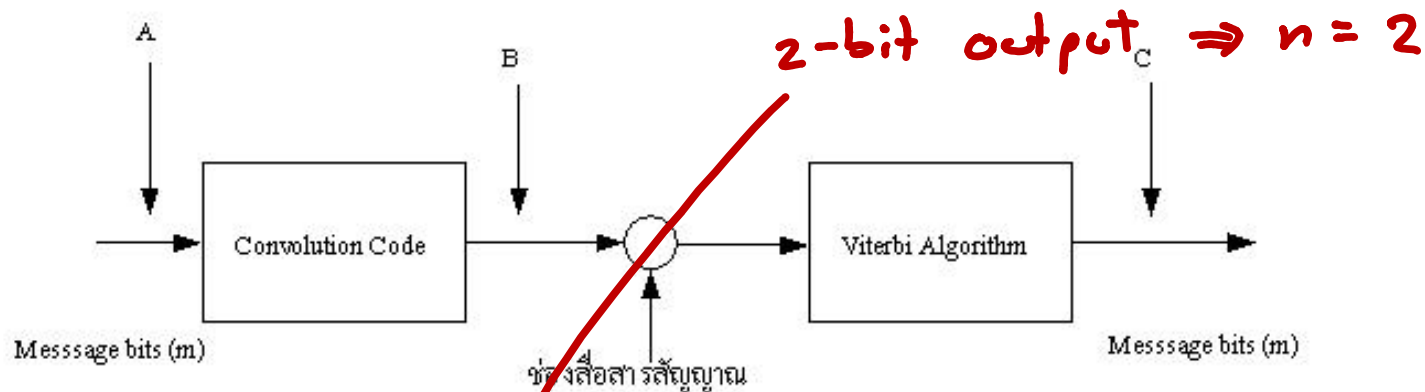 2-bit output ⇒ n = 2
A
B
C
Convolution Code
Viterbi Algorithm
Messsage bits (m)
Messsage bits (m)
ช่องสื่อสารสัญญาณ